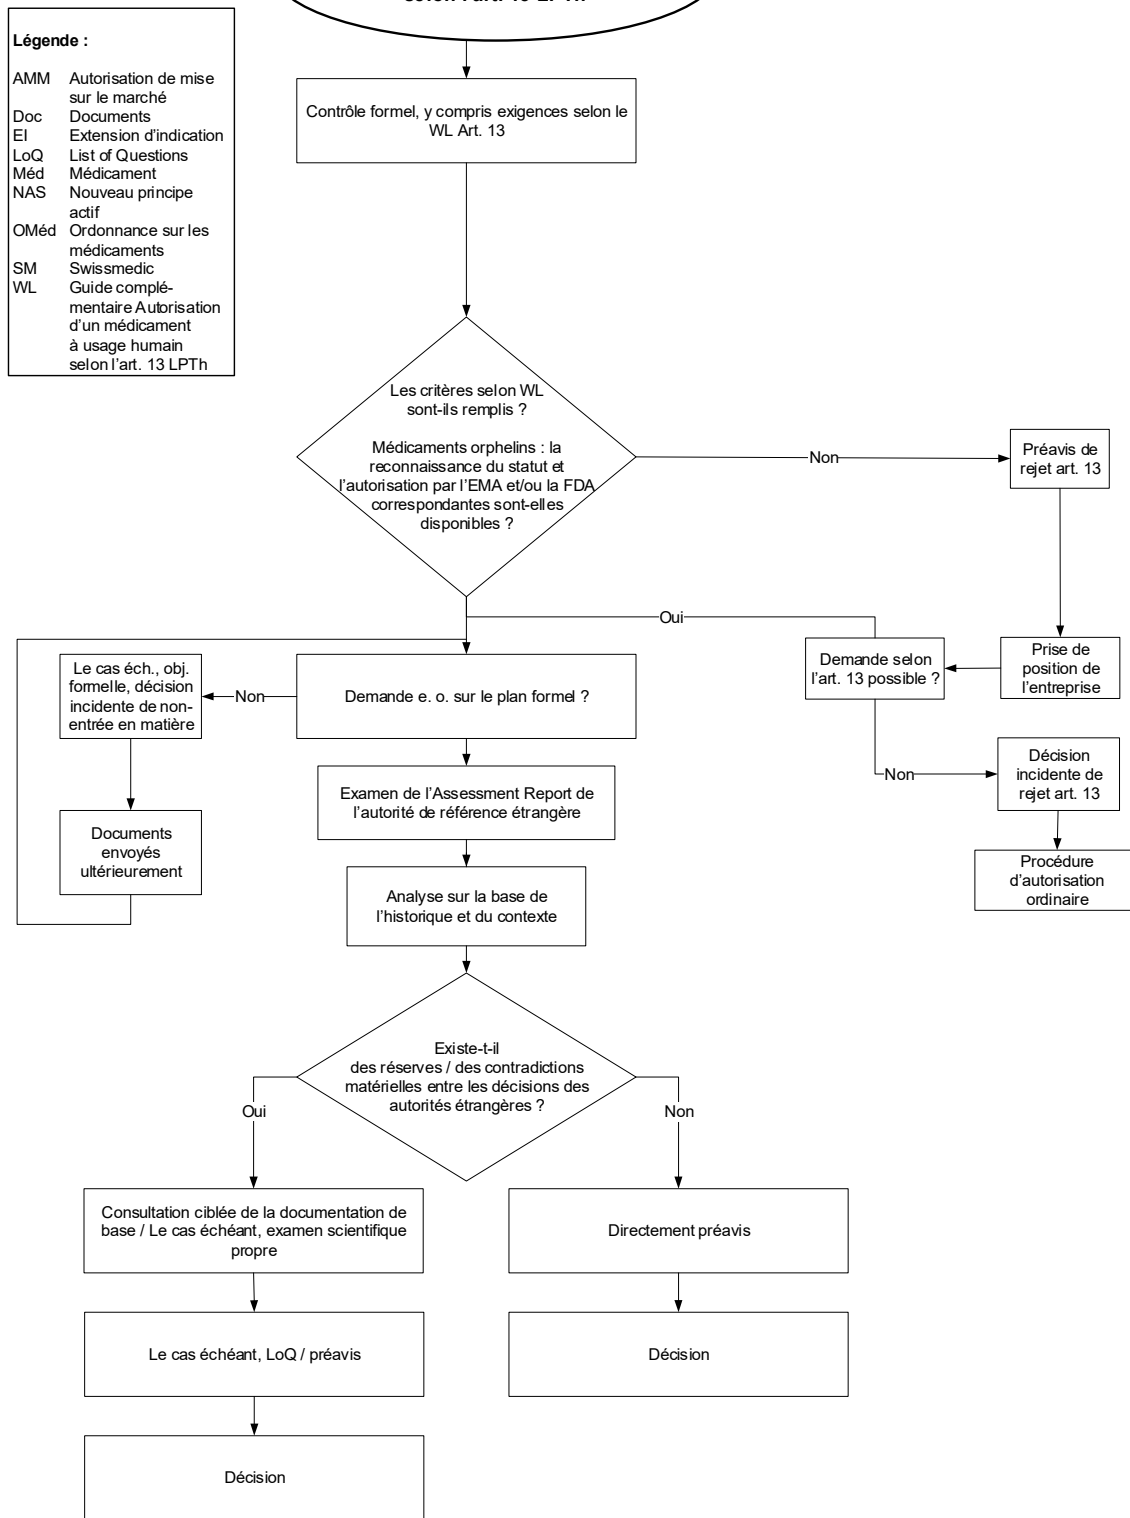 selon l'art. 13 LPTh
Légende :
AMM Autorisation de mise
sur le marché
Doc Documents
EI Extension d'indication
LoQ List of Questions
Méd Médicament
NAS Nouveau principe
actif
OMéd Ordonnance sur les
médicaments
SM Swissmedic
WL Guide complé-
mentaire Autorisation
d'un médicament
à usage humain
selon l'art. 13 LPTh
Contrôle formel, y compris exigences selon le
WL Art. 13
Les critères selon WL
sont-ils remplis ?
Médicaments orphelins : la
reconnaissance du statut et
l'autorisation par l'EMA et/ou la FDA
correspondantes sont-elles
disponibles ?
Non
Préavis de
rejet art. 13
Oui
Prise de
position de
l'entreprise
Demande selon
l'art. 13 possible ?
Non
Décision
incidente de
rejet art. 13
Procédure
d'autorisation
ordinaire
Demande e. o. sur le plan formel ?
Non
Le cas éch., obj.
formelle, décision
incidente de non-
entrée en matière
Documents
envoyés
ultérieurement
Examen de l'Assessment Report de
l'autorité de référence étrangère
Analyse sur la base de
l'historique et du contexte
Existe-t-il
des réserves / des contradictions
matérielles entre les décisions des
autorités étrangères ?
Oui
Non
Consultation ciblée de la documentation de
base / Le cas échéant, examen scientifique
propre
Directement préavis
Le cas échéant, LoQ / préavis
Décision
Décision